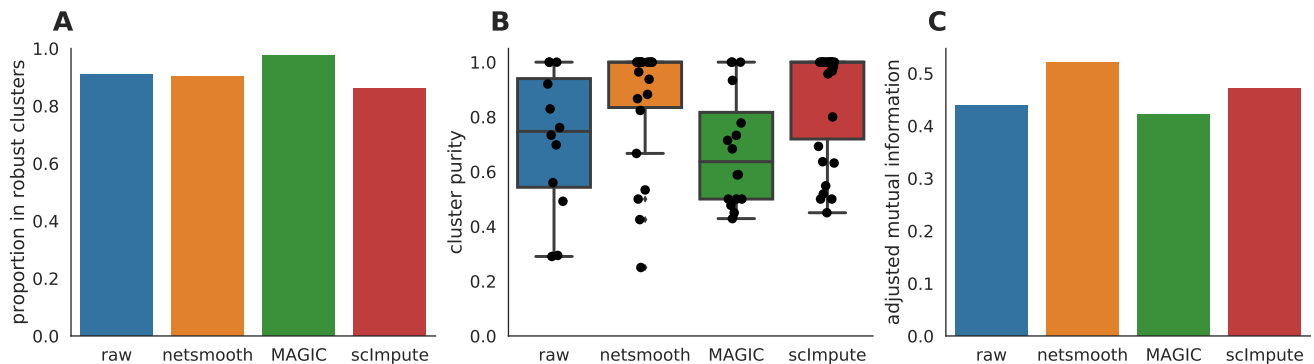 A
proportion in robust clusters
1.0
0.8
0.6
0.4
0.2
0.0
raw netsmooth MAGIC scImpute
B
cluster purity
1.0
0.8
0.6
0.4
0.2
0.0
raw netsmooth MAGIC scImpute
C
adjusted mutual information
0.5
0.4
0.3
0.2
0.1
0.0
raw netsmooth MAGIC scImpute